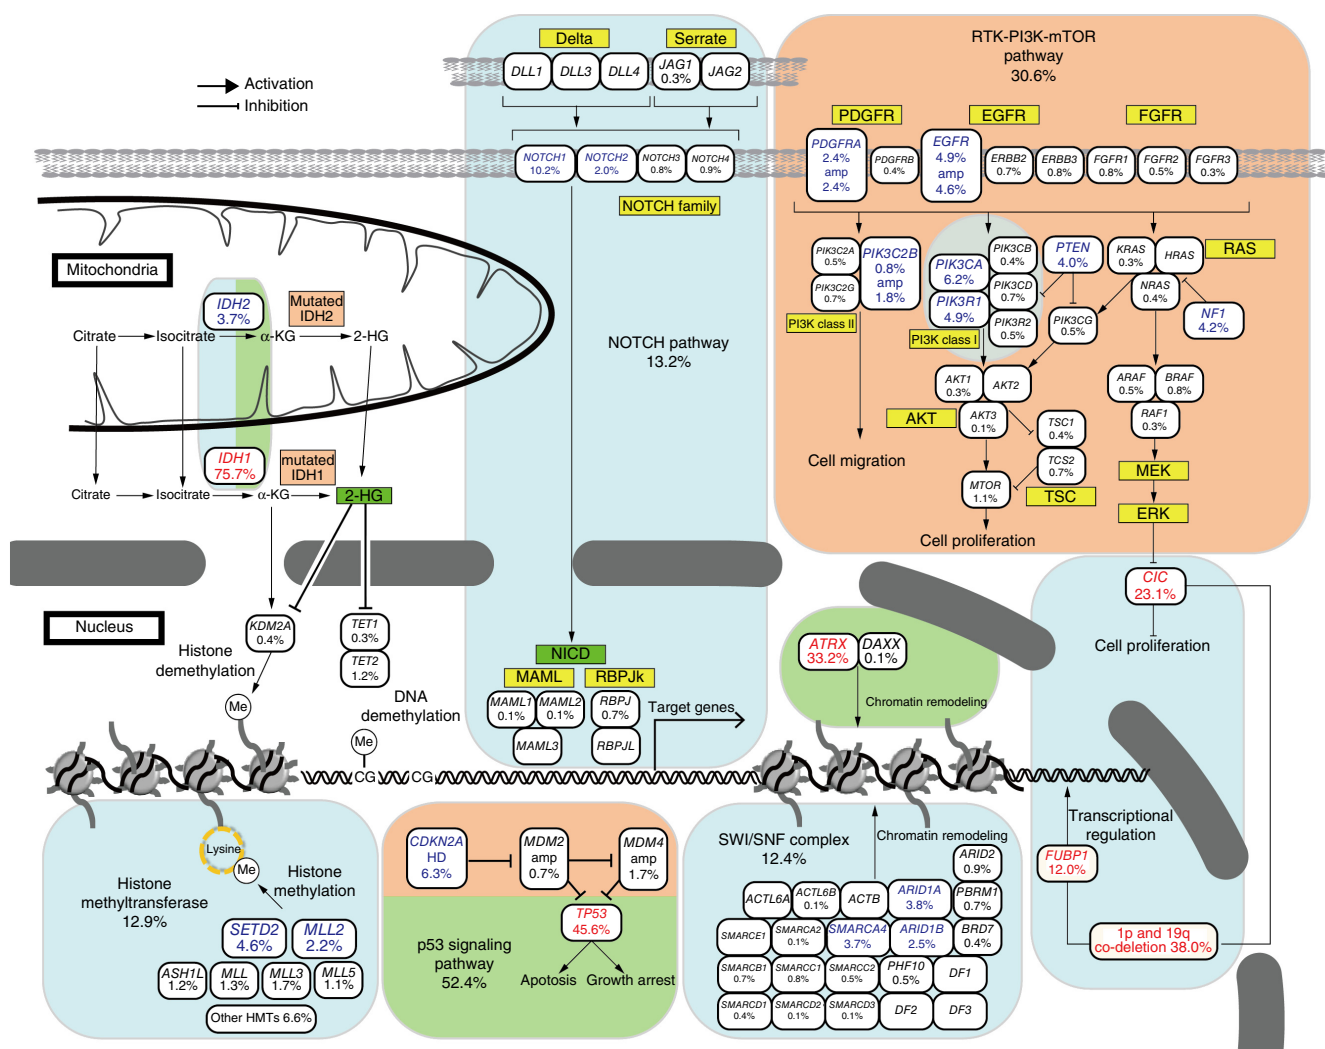 Activation
Inhibition
Delta
Serrate
DLL1
DLL3
DLL4
JAG1
0.3%
JAG2
NOTCH1
10.2%
NOTCH2
2.0%
NOTCH3
0.8%
NOTCH4
0.9%
NOTCH family
NOTCH pathway
13.2%
RTK-PI3K-mTOR
pathway
30.6%
PDGFR
EGFR
FGFR
PDGFRA
2.4%
amp
2.4%
PDGFRB
0.4%
EGFR
4.9%
amp
4.6%
ERBB2
0.7%
ERBB3
0.8%
FGFR1
0.8%
FGFR2
0.5%
FGFR3
0.3%
PIK3C2A
0.5%
PIK3C2G
0.7%
PIK3C2B
0.8%
amp
1.8%
PI3K class II
PIK3CA
6.2%
PIK3R1
4.9%
PI3K class I
PIK3CB
0.4%
PIK3CD
0.7%
PIK3R2
0.5%
PTEN
4.0%
PIK3CG
0.5%
KRAS
0.3%
HRAS
NRAS
0.4%
RAS
NF1
4.2%
AKT1
0.3%
AKT2
AKT3
0.1%
AKT
TSC1
0.4%
TCS2
0.7%
TSC
MTOR
1.1%
ARAF
0.5%
BRAF
0.8%
RAF1
0.3%
MEK
ERK
Cell migration
Cell proliferation
Mitochondria
IDH2
3.7%
Mutated
IDH2
Citrate
Isocitrate
α-KG
2-HG
IDH1
75.7%
mutated
IDH1
Citrate
Isocitrate
α-KG
2-HG
Nucleus
KDM2A
0.4%
Histone
demethylation
TET1
0.3%
TET2
1.2%
DNA
demethylation
Me
Me
CG
CG
NICD
MAML
RBPJk
MAML1
0.1%
MAML2
0.1%
MAML3
RBPJ
0.7%
RBPJL
Target genes
ATRX
33.2%
DAXX
0.1%
Chromatin remodeling
CIC
23.1%
Cell proliferation
Transcriptional
regulation
FUBP1
12.0%
1p and 19q
co-deletion 38.0%
Lysine
Me
Histone
methylation
Histone
methyltransferase
12.9%
SETD2
4.6%
MLL2
2.2%
ASH1L
1.2%
MLL
1.3%
MLL3
1.7%
MLL5
1.1%
Other HMTs 6.6%
CDKN2A
HD
6.3%
MDM2
amp
0.7%
MDM4
amp
1.7%
TP53
45.6%
p53 signaling
pathway
52.4%
Apotosis
Growth arrest
SWI/SNF complex
12.4%
Chromatin remodeling
ARID2
0.9%
ACTL6A
ACTL6B
0.1%
ACTB
ARID1A
3.8%
PBRM1
0.7%
SMARCE1
SMARCA2
0.1%
SMARCA4
3.7%
ARID1B
2.5%
BRD7
0.4%
SMARCB1
0.7%
SMARCC1
0.8%
SMARCC2
0.5%
PHF10
0.5%
DF1
SMARCD1
0.4%
SMARCD2
0.1%
SMARCD3
0.1%
DF2
DF3